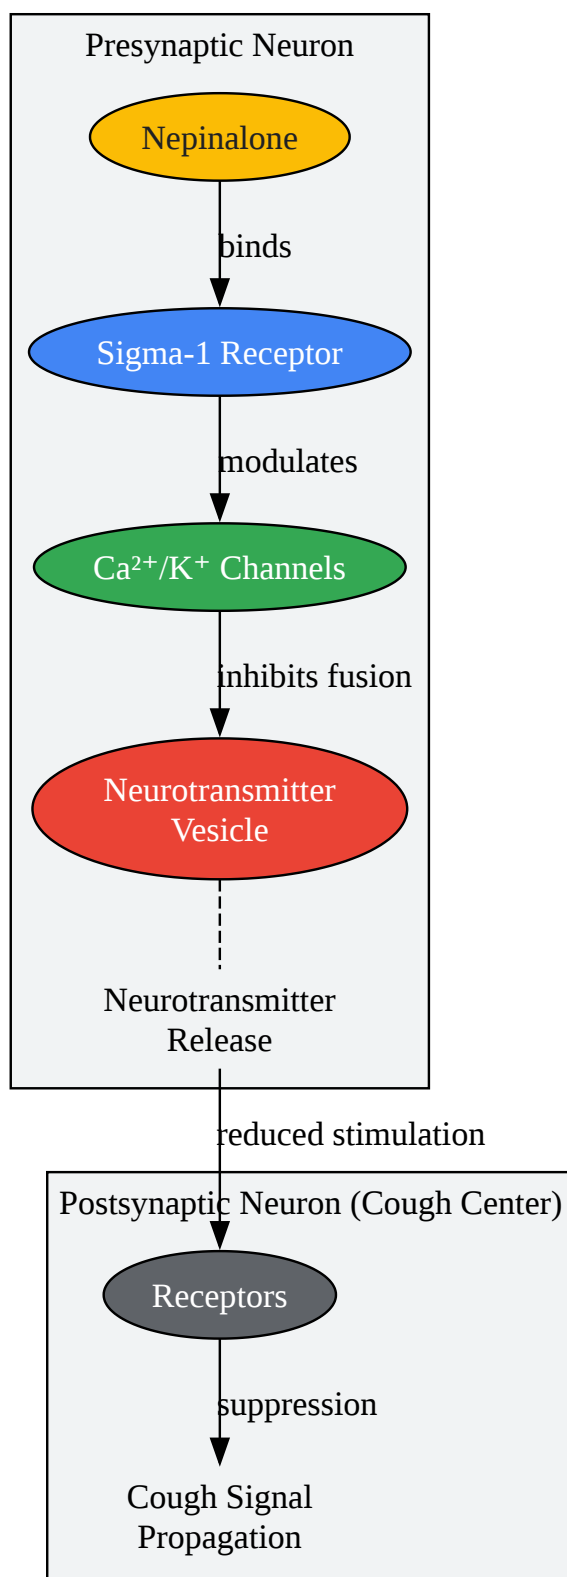 Presynaptic Neuron
Nepinalone
binds
Sigma-1 Receptor
modulates
Ca²⁺/K⁺ Channels
inhibits fusion
Neurotransmitter
Vesicle
Neurotransmitter
Release
reduced stimulation
Postsynaptic Neuron (Cough Center)
Receptors
suppression
Cough Signal
Propagation